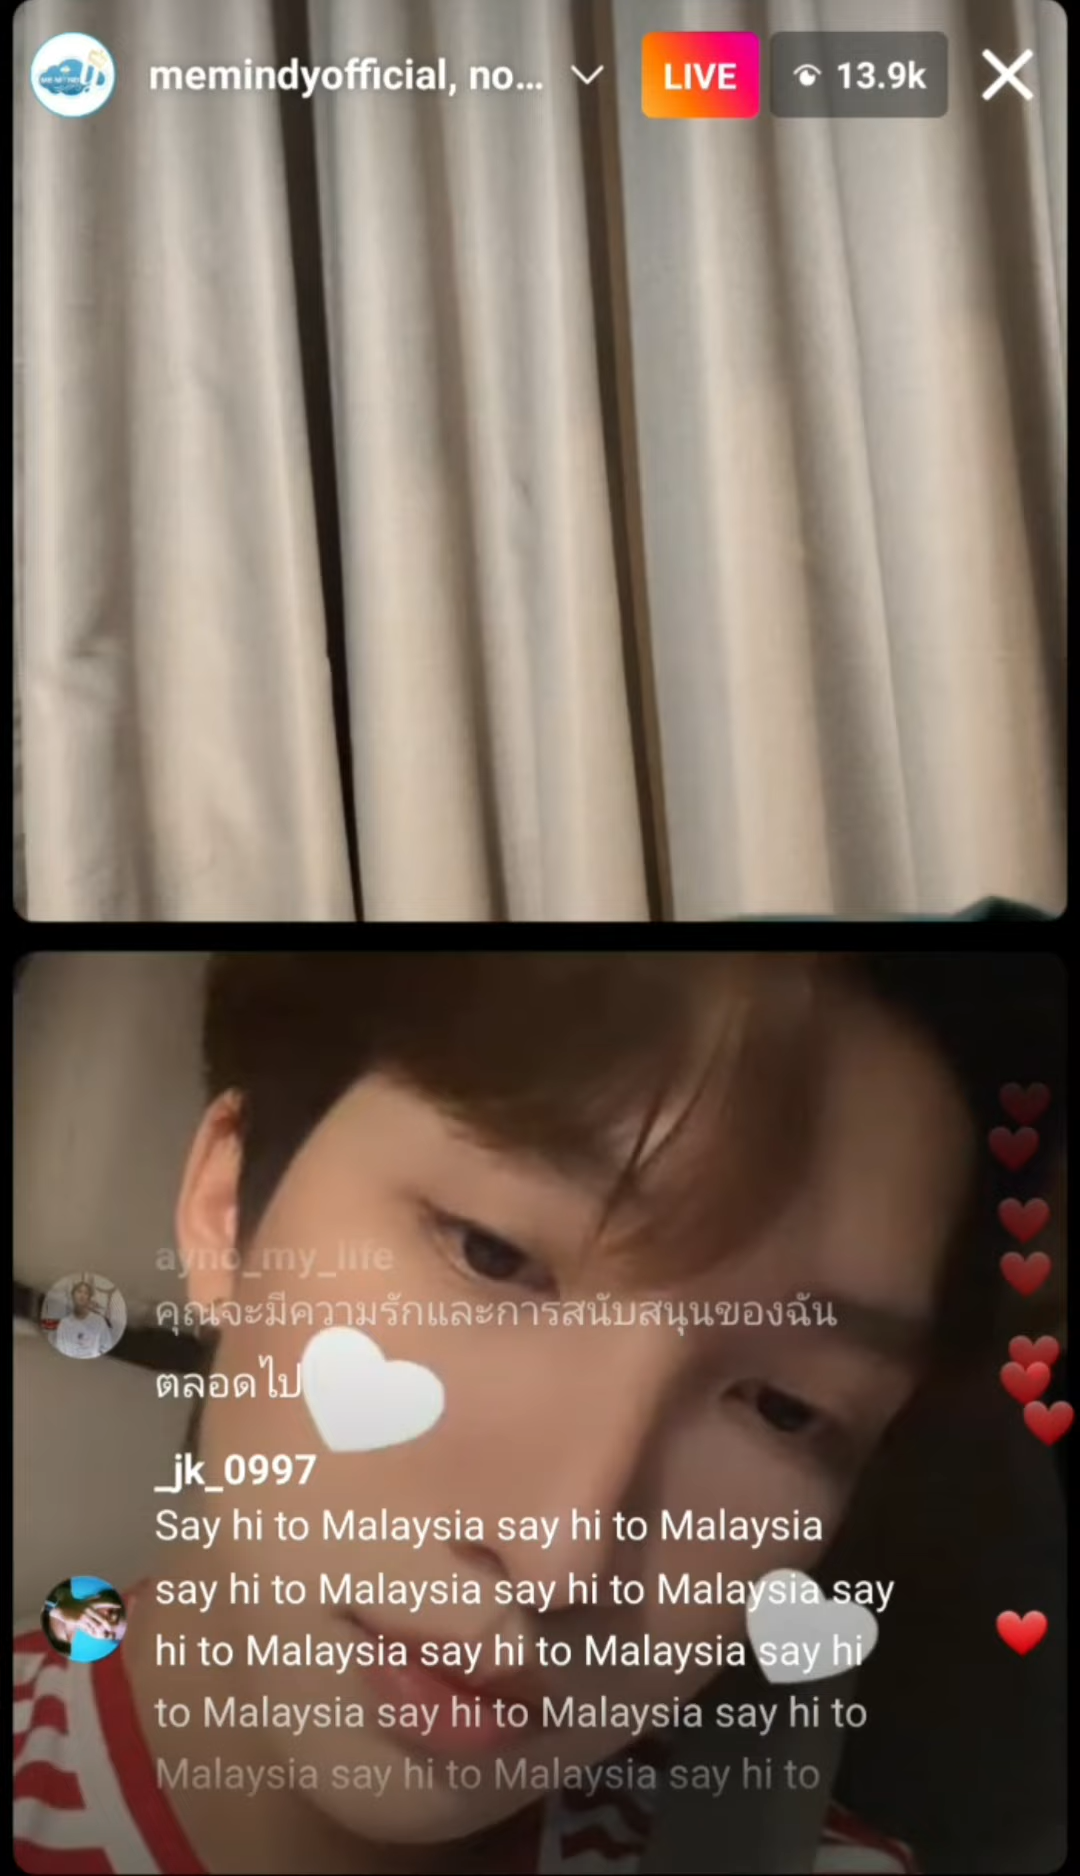 memindyofficial, no...
LIVE
13.9k
ayno_my_life
คุณจะมีความรักและการสนับสนุนของฉัน
ตลอดไป
_jk_0997
Say hi to Malaysia say hi to Malaysia
say hi to Malaysia say hi to Malaysia say
hi to Malaysia say hi to Malaysia say hi
to Malaysia say hi to Malaysia say hi to
Malaysia say hi to Malaysia say hi to